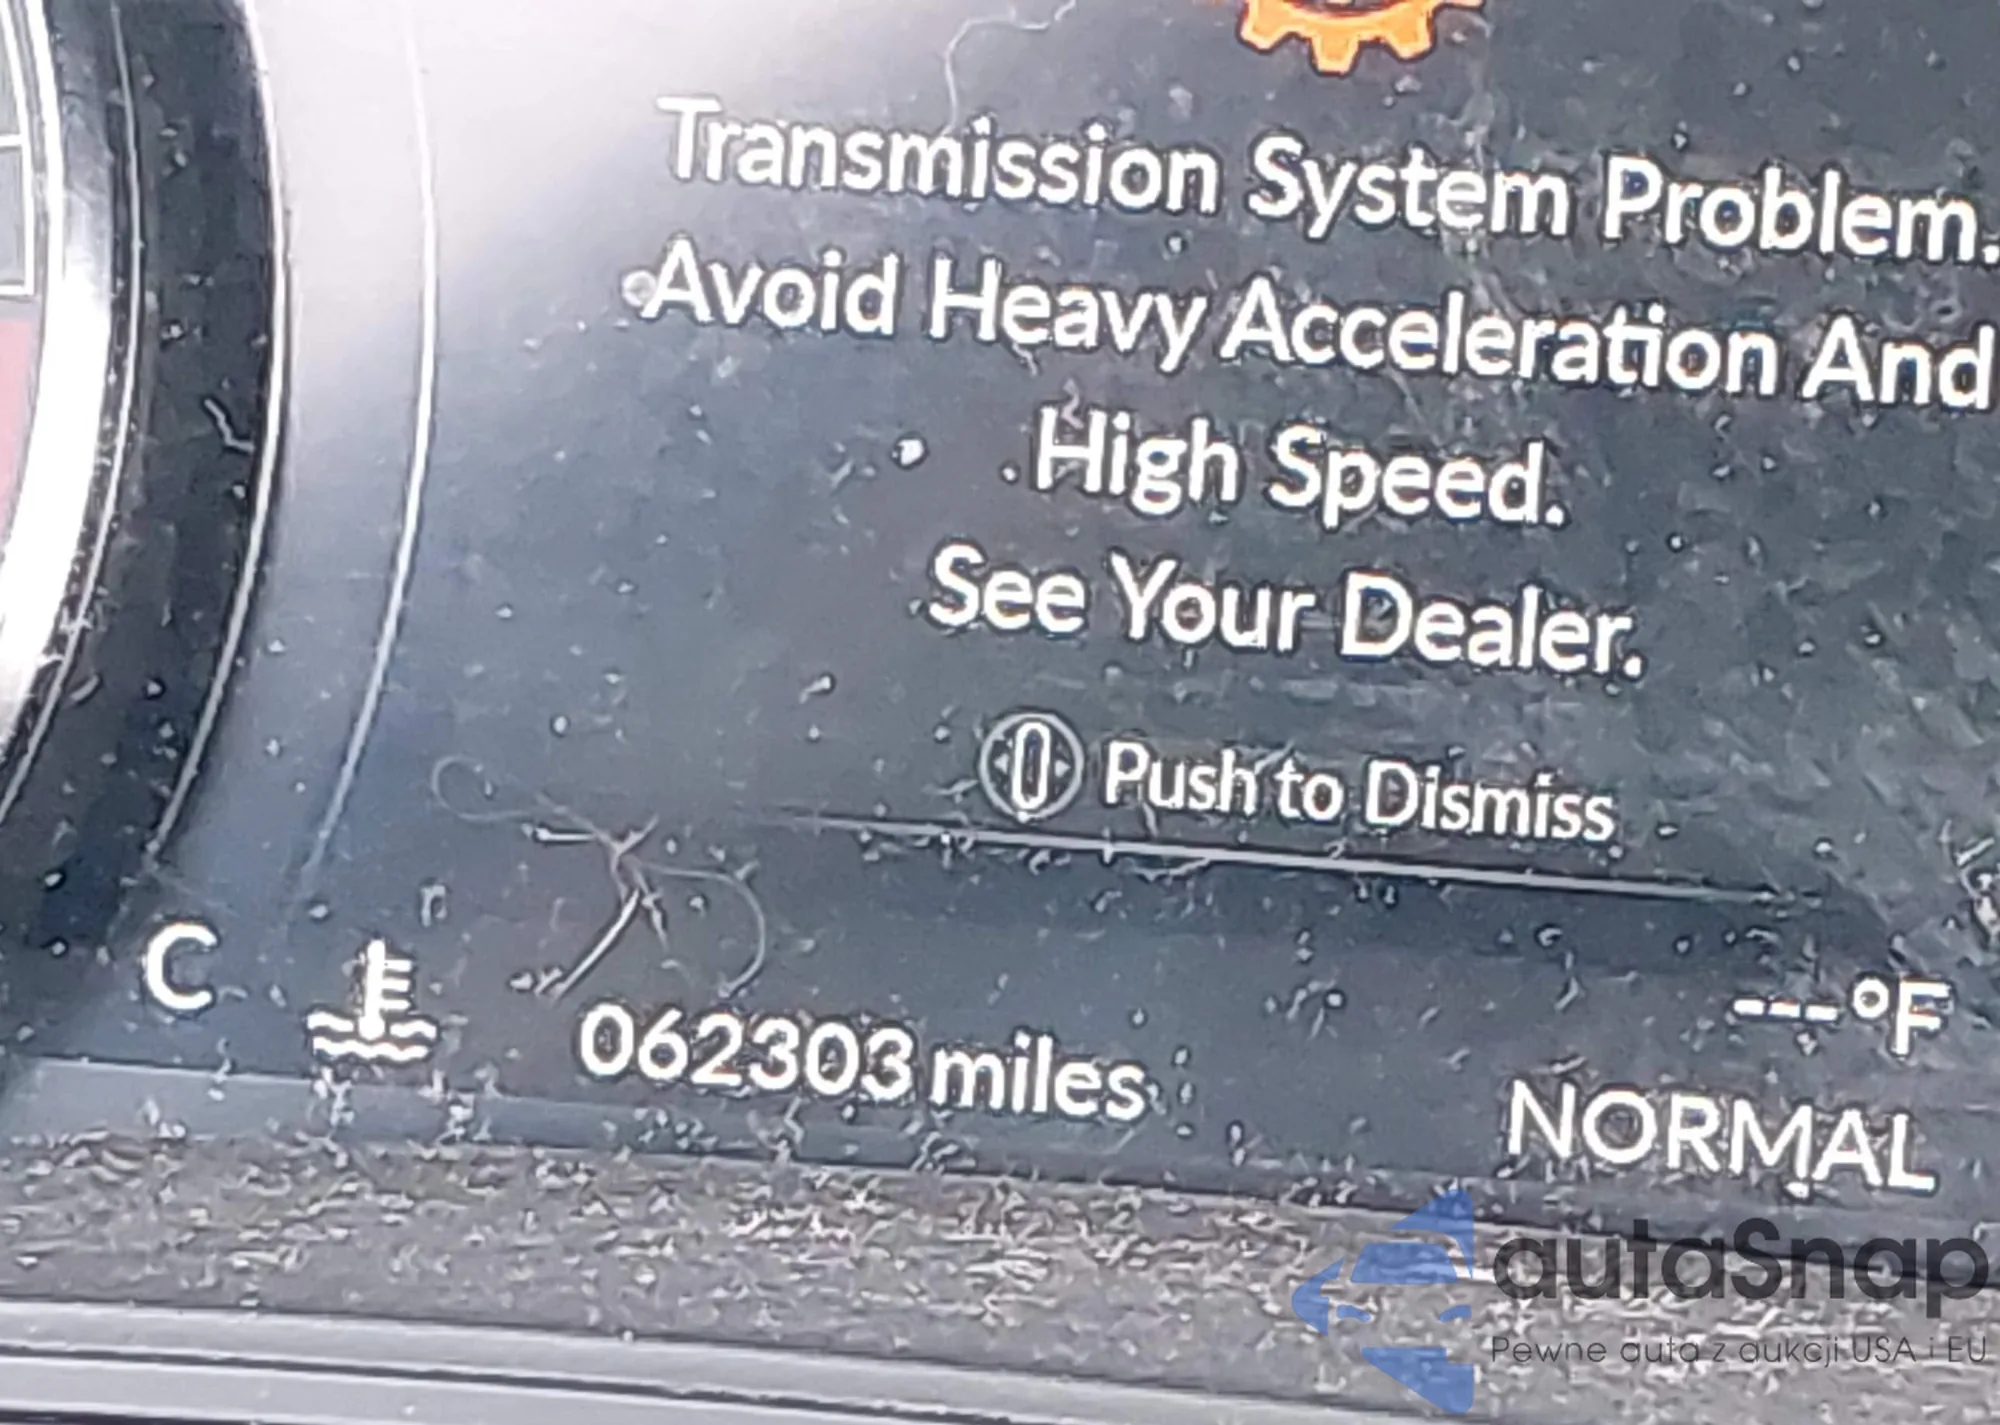 Transmission System Problem.
Avoid Heavy Acceleration And
High Speed.
See Your Dealer.
Push to Dismiss
C
---°F
062303 miles
NORMAL
autaSnap
Pewne auta z aukcji USA i EU